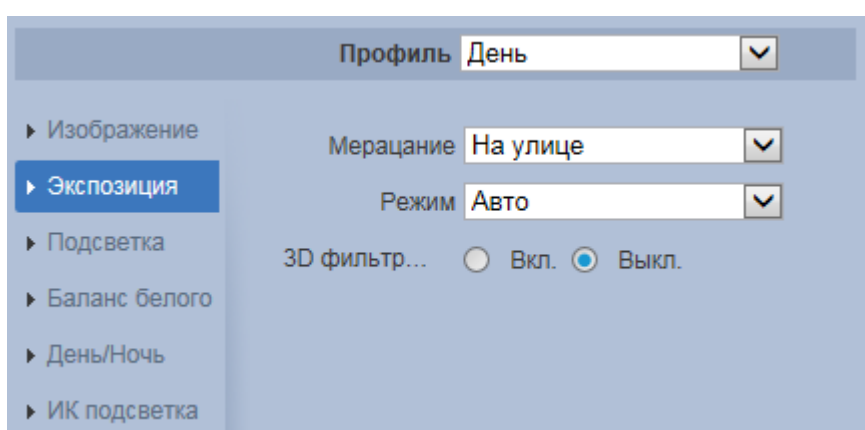 Профиль День
Изображение
Мерацание На улице
Экспозиция
Режим Авто
Подсветка
3D фильтр... Вкл. Выкл.
Баланс белого
День/Ночь
ИК подсветка